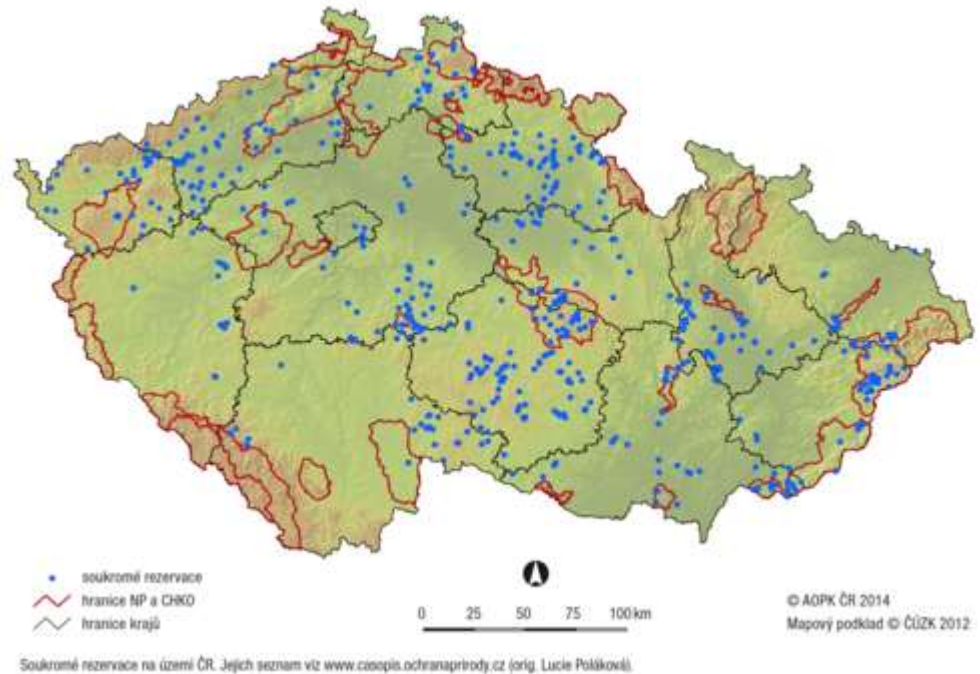 soukromé rezervace
hranice NP a CHKO
hranice krajů
0 25 50 75 100 km
© AOPK ČR 2014
Mapový podklad © ČÚZK 2012
Soukromé rezervace na území ČR. Jejich seznam viz www.casopis.ochranaprirody.cz (orig. Lucie Poláková).